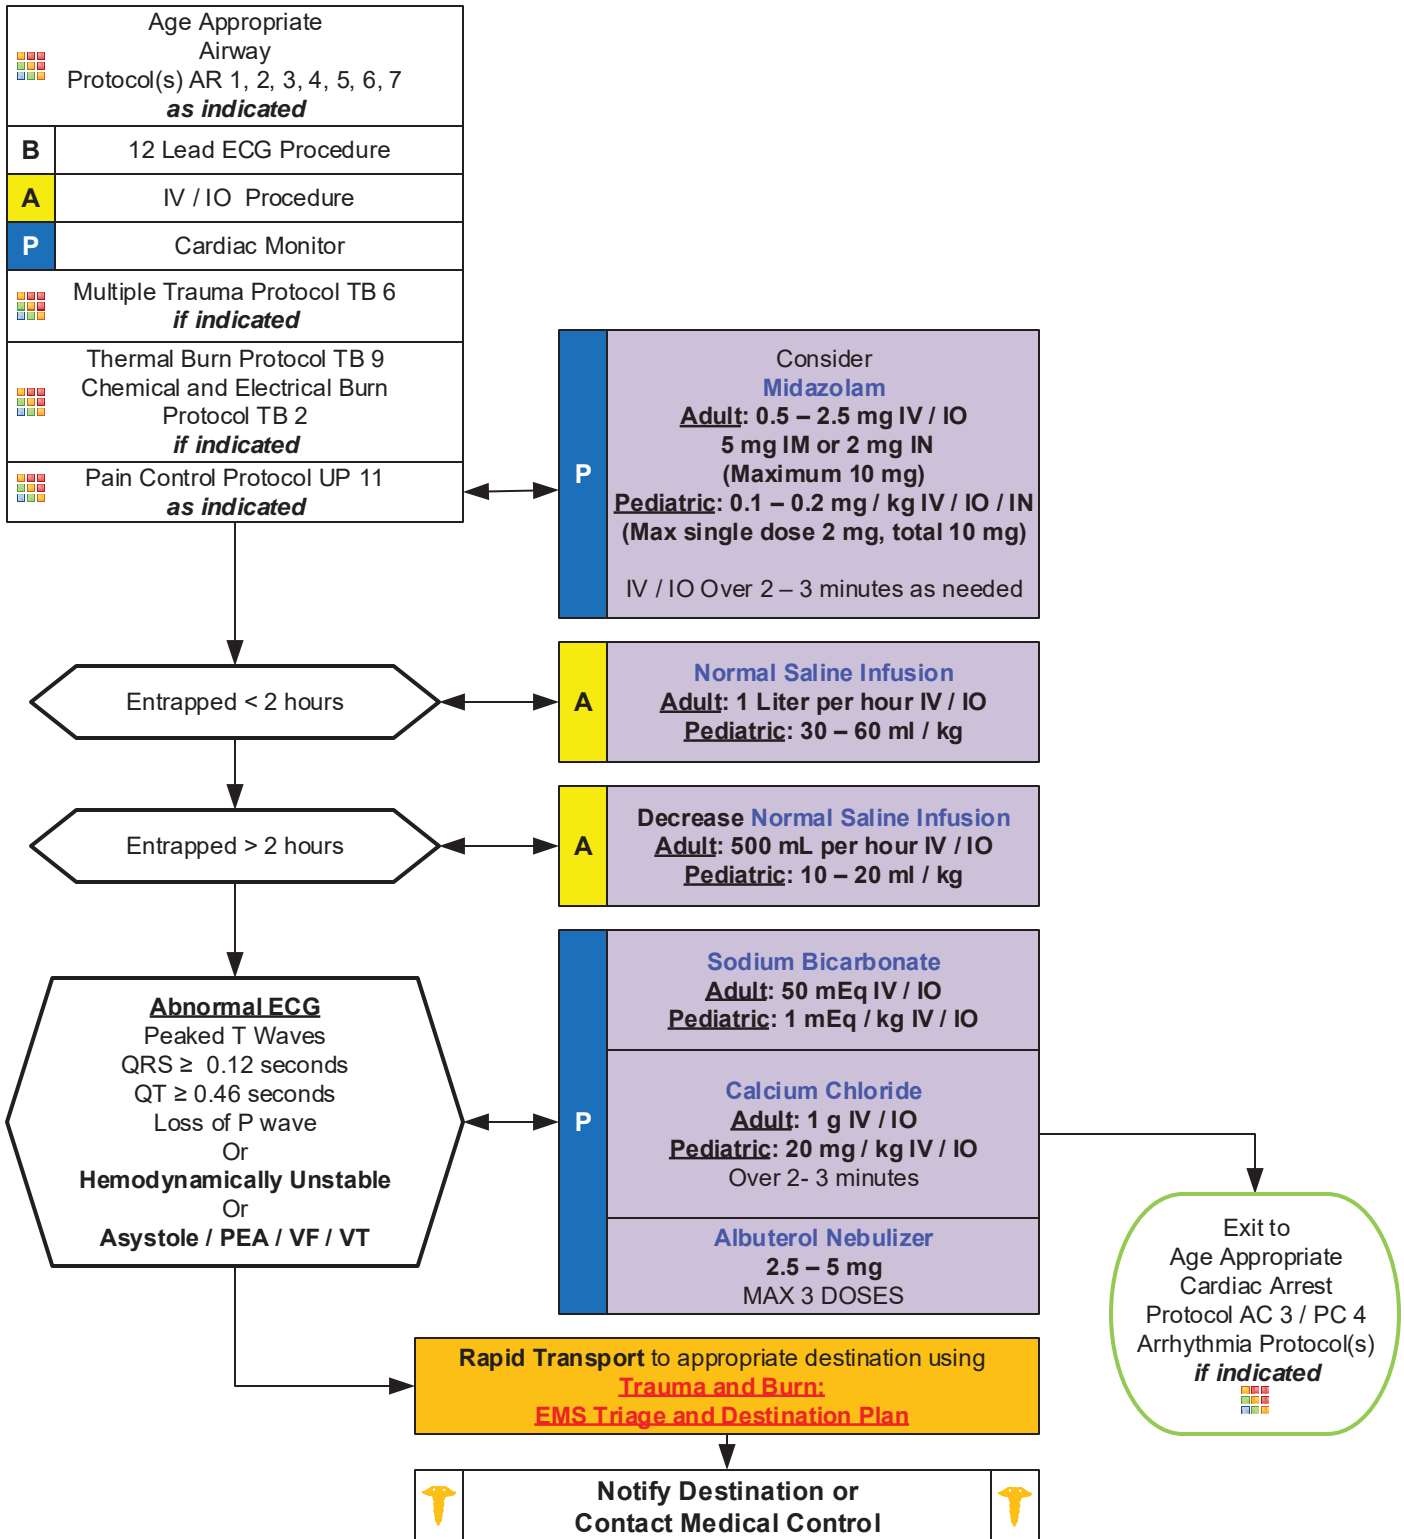 Age Appropriate
Airway
Protocol(s) AR 1, 2, 3, 4, 5, 6, 7
as indicated
B
12 Lead ECG Procedure
A
IV / IO  Procedure
P
Cardiac Monitor
Multiple Trauma Protocol TB 6
if indicated
Thermal Burn Protocol TB 9
Chemical and Electrical Burn
Protocol TB 2
if indicated
Pain Control Protocol UP 11
as indicated
P
Consider
Midazolam
Adult: 0.5 – 2.5 mg IV / IO
5 mg IM or 2 mg IN
(Maximum 10 mg)
Pediatric: 0.1 – 0.2 mg / kg IV / IO / IN
(Max single dose 2 mg, total 10 mg)
IV / IO Over 2 – 3 minutes as needed
Entrapped < 2 hours
A
Normal Saline Infusion
Adult: 1 Liter per hour IV / IO
Pediatric: 30 – 60 ml / kg
Entrapped > 2 hours
A
Decrease Normal Saline Infusion
Adult: 500 mL per hour IV / IO
Pediatric: 10 – 20 ml / kg
Abnormal ECG
Peaked T Waves
QRS ≥  0.12 seconds
QT ≥ 0.46 seconds
Loss of P wave
Or
Hemodynamically Unstable
Or
Asystole / PEA / VF / VT
P
Sodium Bicarbonate
Adult: 50 mEq IV / IO
Pediatric: 1 mEq / kg IV / IO
Calcium Chloride
Adult: 1 g IV / IO
Pediatric: 20 mg / kg IV / IO
Over 2- 3 minutes
Albuterol Nebulizer
2.5 – 5 mg
MAX 3 DOSES
Exit to
Age Appropriate
Cardiac Arrest
Protocol AC 3 / PC 4
Arrhythmia Protocol(s)
if indicated
Rapid Transport to appropriate destination using
Trauma and Burn:
EMS Triage and Destination Plan
Notify Destination or
Contact Medical Control